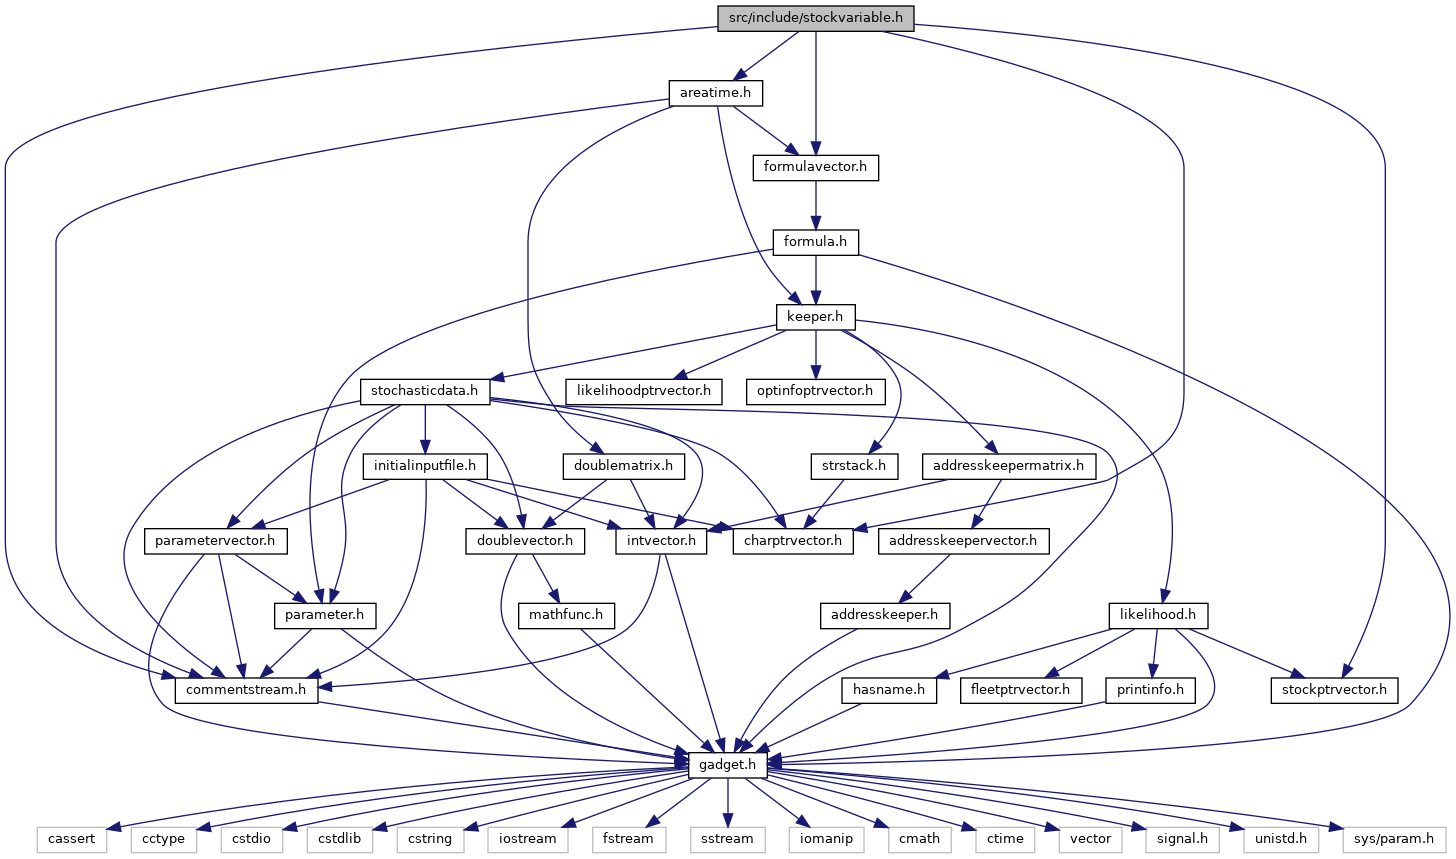 src/include/stockvariable.h
areatime.h
formulavector.h
formula.h
keeper.h
stochasticdata.h
likelihoodptrvector.h
optinfoptrvector.h
initialinputfile.h
doublematrix.h
strstack.h
addresskeepermatrix.h
parametervector.h
doublevector.h
intvector.h
charptrvector.h
addresskeepervector.h
parameter.h
mathfunc.h
addresskeeper.h
likelihood.h
commentstream.h
hasname.h
fleetptrvector.h
printinfo.h
stockptrvector.h
gadget.h
cassert
cctype
cstdio
cstdlib
cstring
iostream
fstream
sstream
iomanip
cmath
ctime
vector
signal.h
unistd.h
sys/param.h